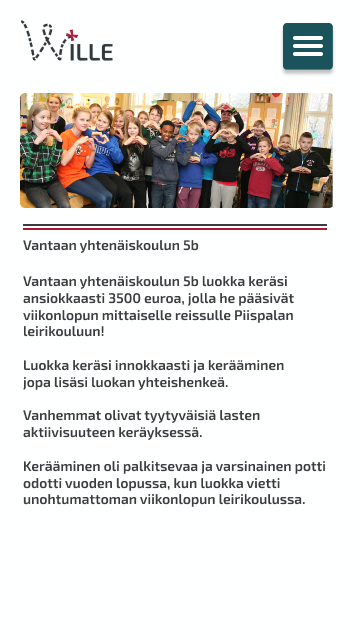 WILLE
Vantaan yhtenäiskoulun 5b
Vantaan yhtenäiskoulun 5b luokka keräsi
ansiokkaasti 3500 euroa, jolla he pääsivät
viikonlopun mittaiselle reissulle Piispalan
leirikouluun!
Luokka keräsi innokkaasti ja kerääminen
jopa lisäsi luokan yhteishenkeä.
Vanhemmat olivat tyytyväisiä lasten
aktiivisuuteen keräyksessä.
Kerääminen oli palkitsevaa ja varsinainen potti
odotti vuoden lopussa, kun luokka vietti
unohtumattoman viikonlopun leirikoulussa.